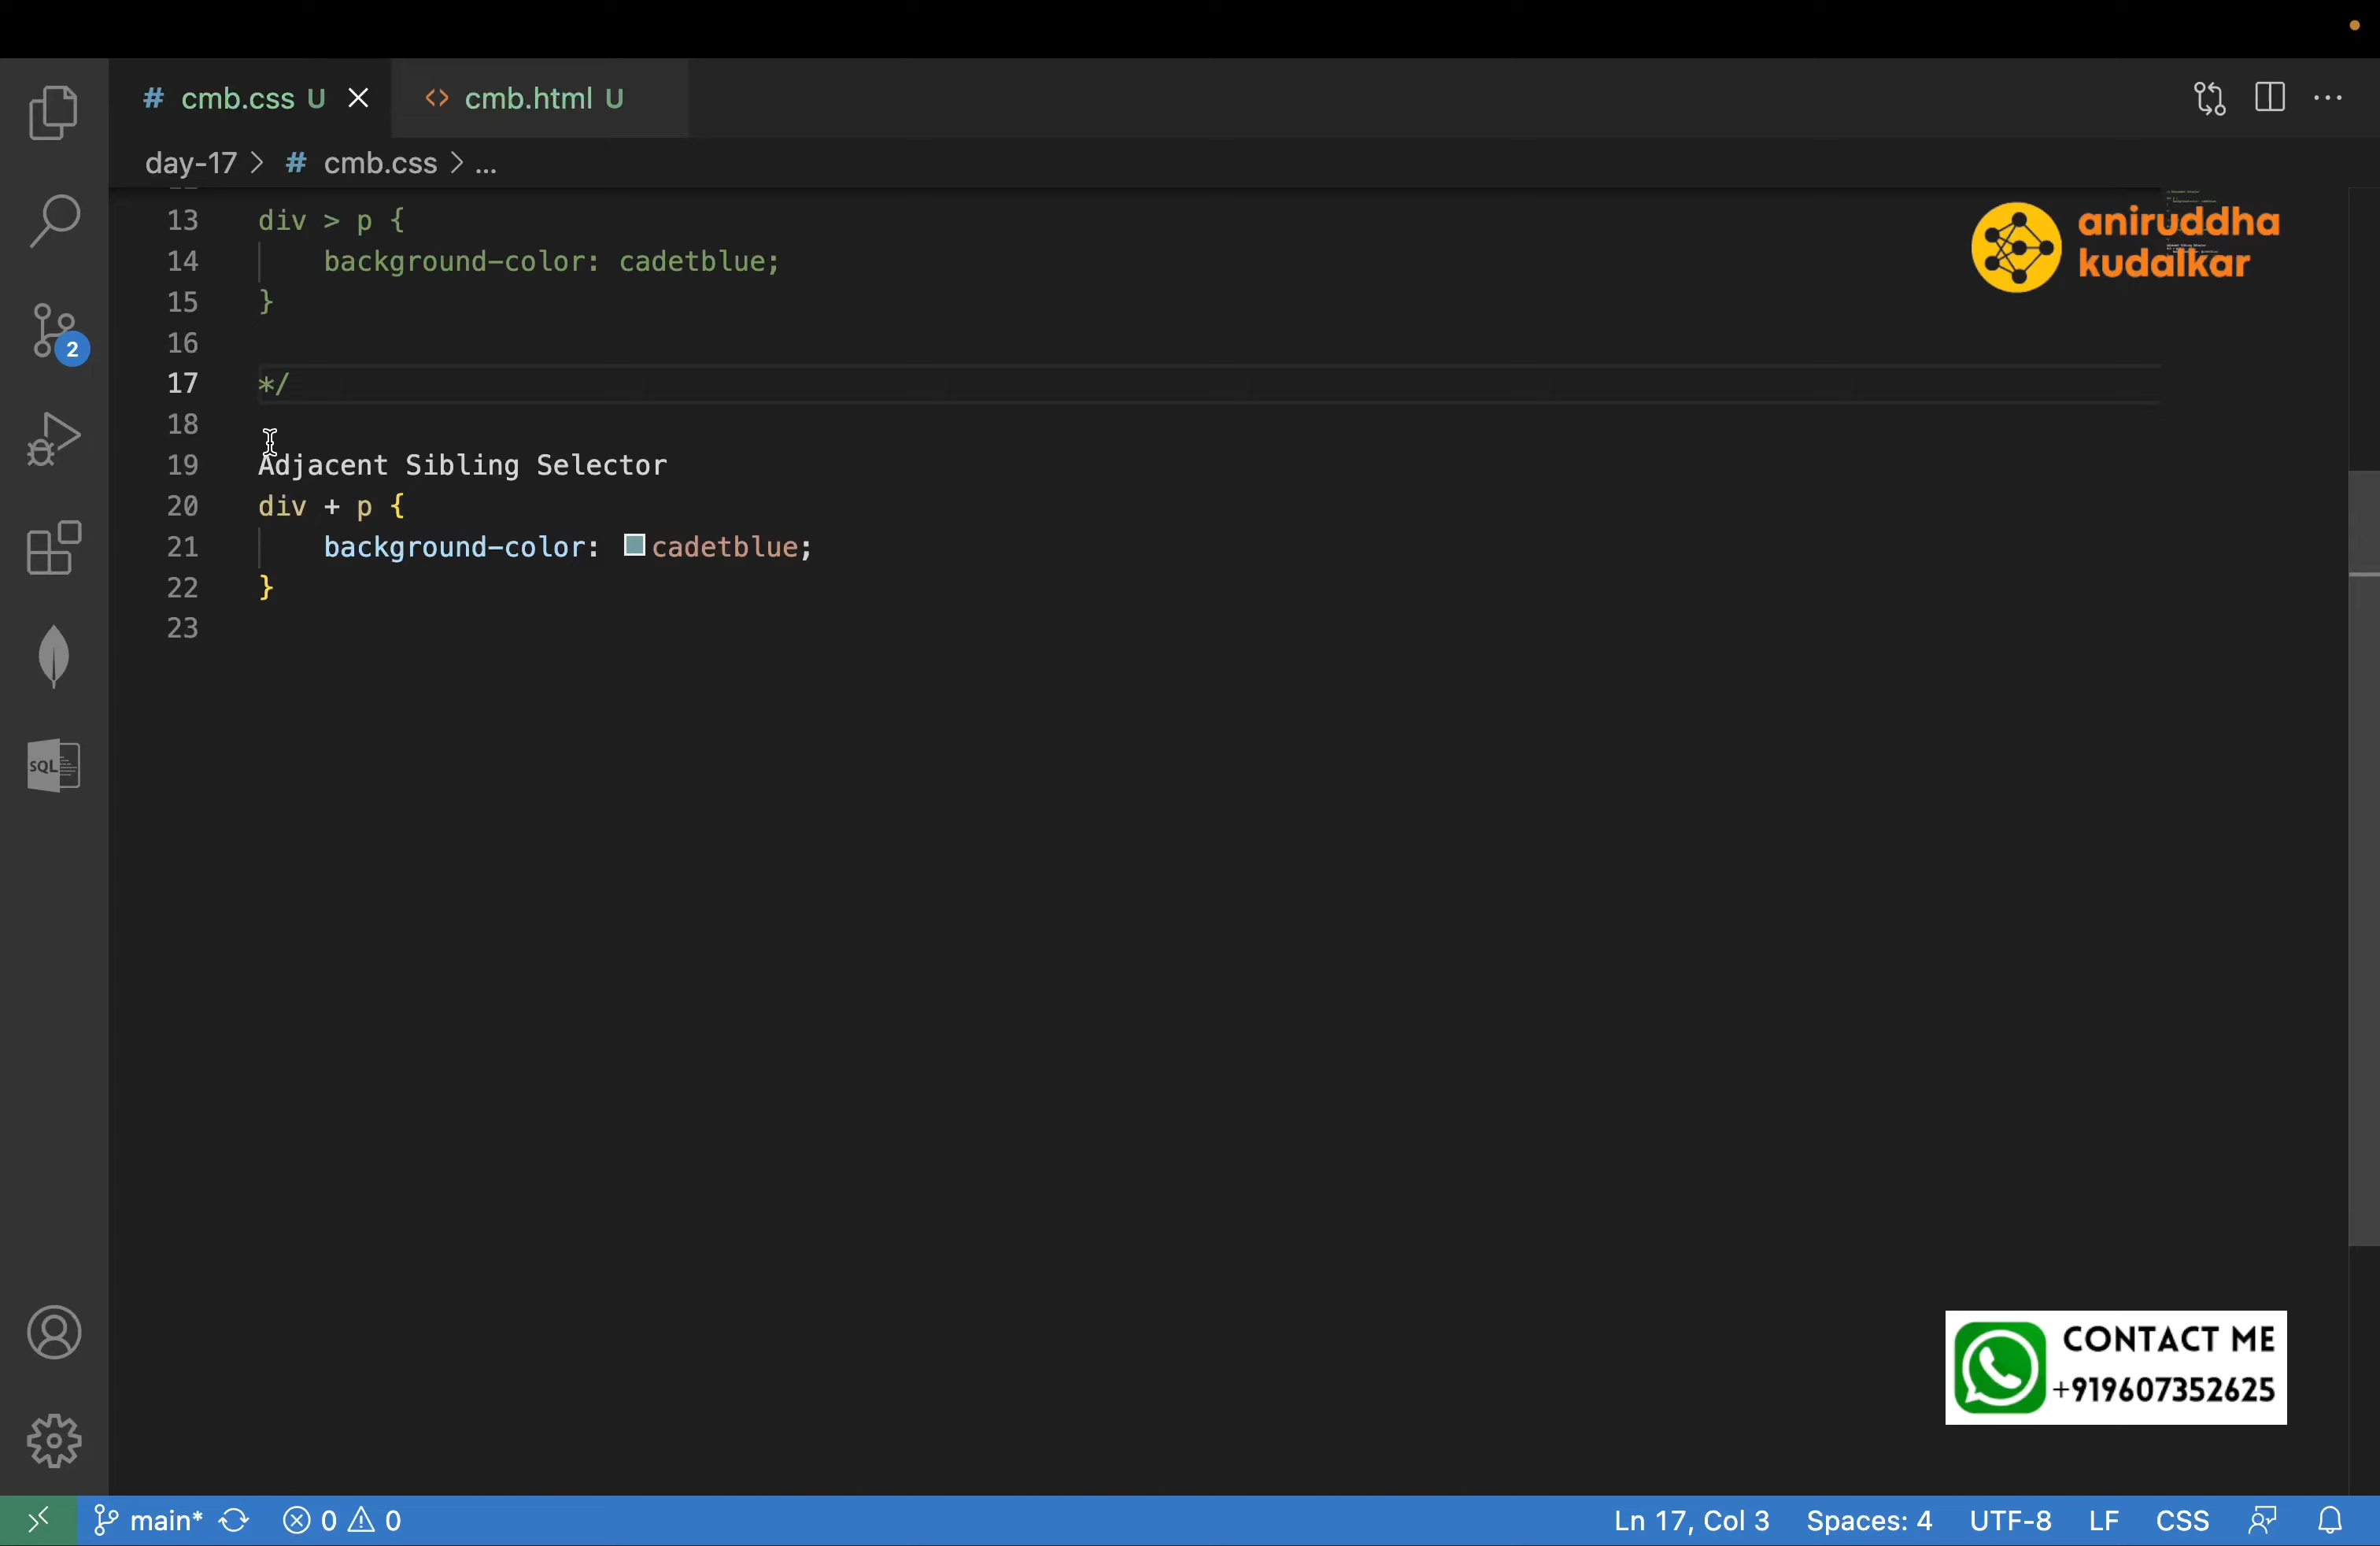 # cmb.css U
<> cmb.html U
day-17 > # cmb.css > ...
13 div > p {
14 background-color: cadetblue;
15 }
16
17 */
18
19 Adjacent Sibling Selector
20 div + p {
21 background-color: cadetblue;
22 }
23
aniruddha
kudalkar
2
SQL
CONTACT ME
+919607352625
main* 0 0 Ln 17, Col 3 Spaces: 4 UTF-8 LF CSS